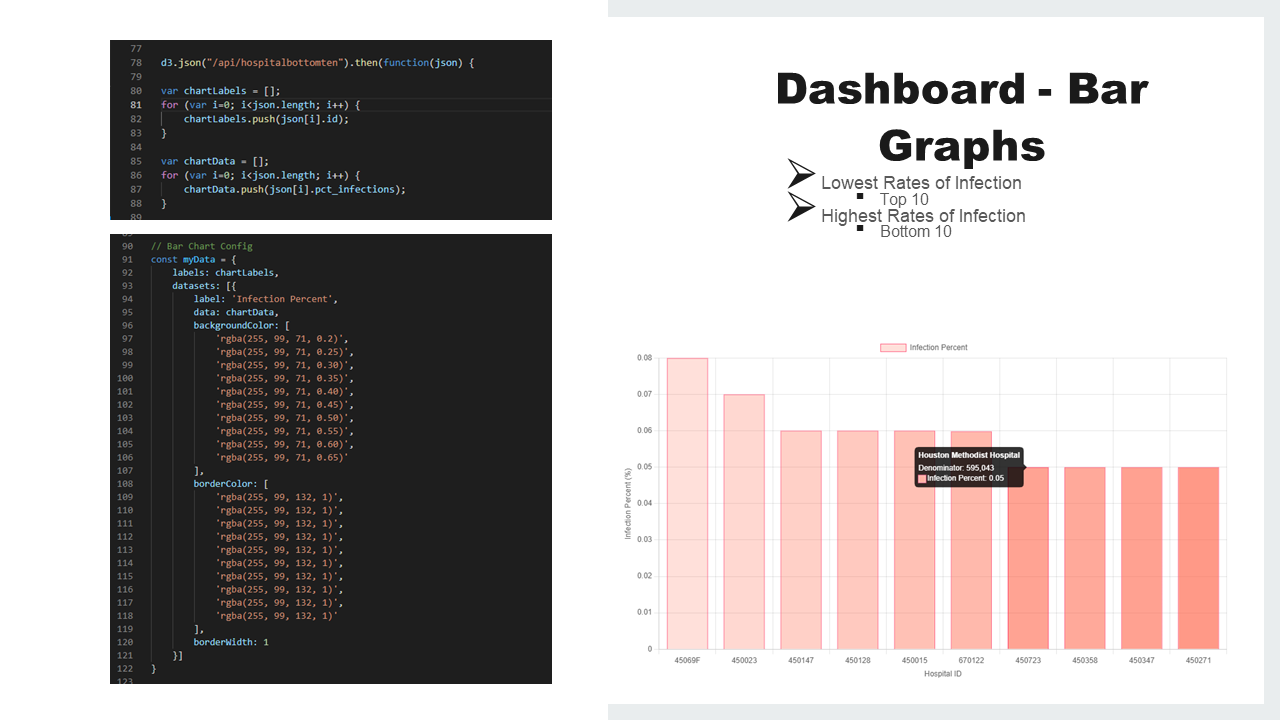 77
78 d3.json("/api/hospitalbottomten").then(function(json) {
79
80 var chartLabels = [];
81 for (var i=0; i<json.length; i++) {
82 chartLabels.push(json[i].id);
83 }
84
85 var chartData = [];
86 for (var i=0; i<json.length; i++) {
87 chartData.push(json[i].pct_infections);
88 }
89
89
90 // Bar Chart Config
91 const myData = {
92 labels: chartLabels,
93 datasets: [{
94 label: 'Infection Percent',
95 data: chartData,
96 backgroundColor: [
97 'rgba(255, 99, 71, 0.2)',
98 'rgba(255, 99, 71, 0.25)',
99 'rgba(255, 99, 71, 0.30)',
100 'rgba(255, 99, 71, 0.35)',
101 'rgba(255, 99, 71, 0.40)',
102 'rgba(255, 99, 71, 0.45)',
103 'rgba(255, 99, 71, 0.50)',
104 'rgba(255, 99, 71, 0.55)',
105 'rgba(255, 99, 71, 0.60)',
106 'rgba(255, 99, 71, 0.65)'
107 ],
108 borderColor: [
109 'rgba(255, 99, 132, 1)',
110 'rgba(255, 99, 132, 1)',
111 'rgba(255, 99, 132, 1)',
112 'rgba(255, 99, 132, 1)',
113 'rgba(255, 99, 132, 1)',
114 'rgba(255, 99, 132, 1)',
115 'rgba(255, 99, 132, 1)',
116 'rgba(255, 99, 132, 1)',
117 'rgba(255, 99, 132, 1)',
118 'rgba(255, 99, 132, 1)'
119 ],
120 borderWidth: 1
121 }]
122 }
123
Dashboard - Bar
Graphs
Lowest Rates of Infection
Top 10
Highest Rates of Infection
Bottom 10
Infection Percent
0.08
0.07
0.06
0.05
0.04
0.03
0.02
0.01
0
Infection Percent (%)
Houston Methodist Hospital
Denominator: 595,043
Infection Percent: 0.05
45069F 450023 450147 450128 450015 670122 450723 450358 450347 450271
Hospital ID